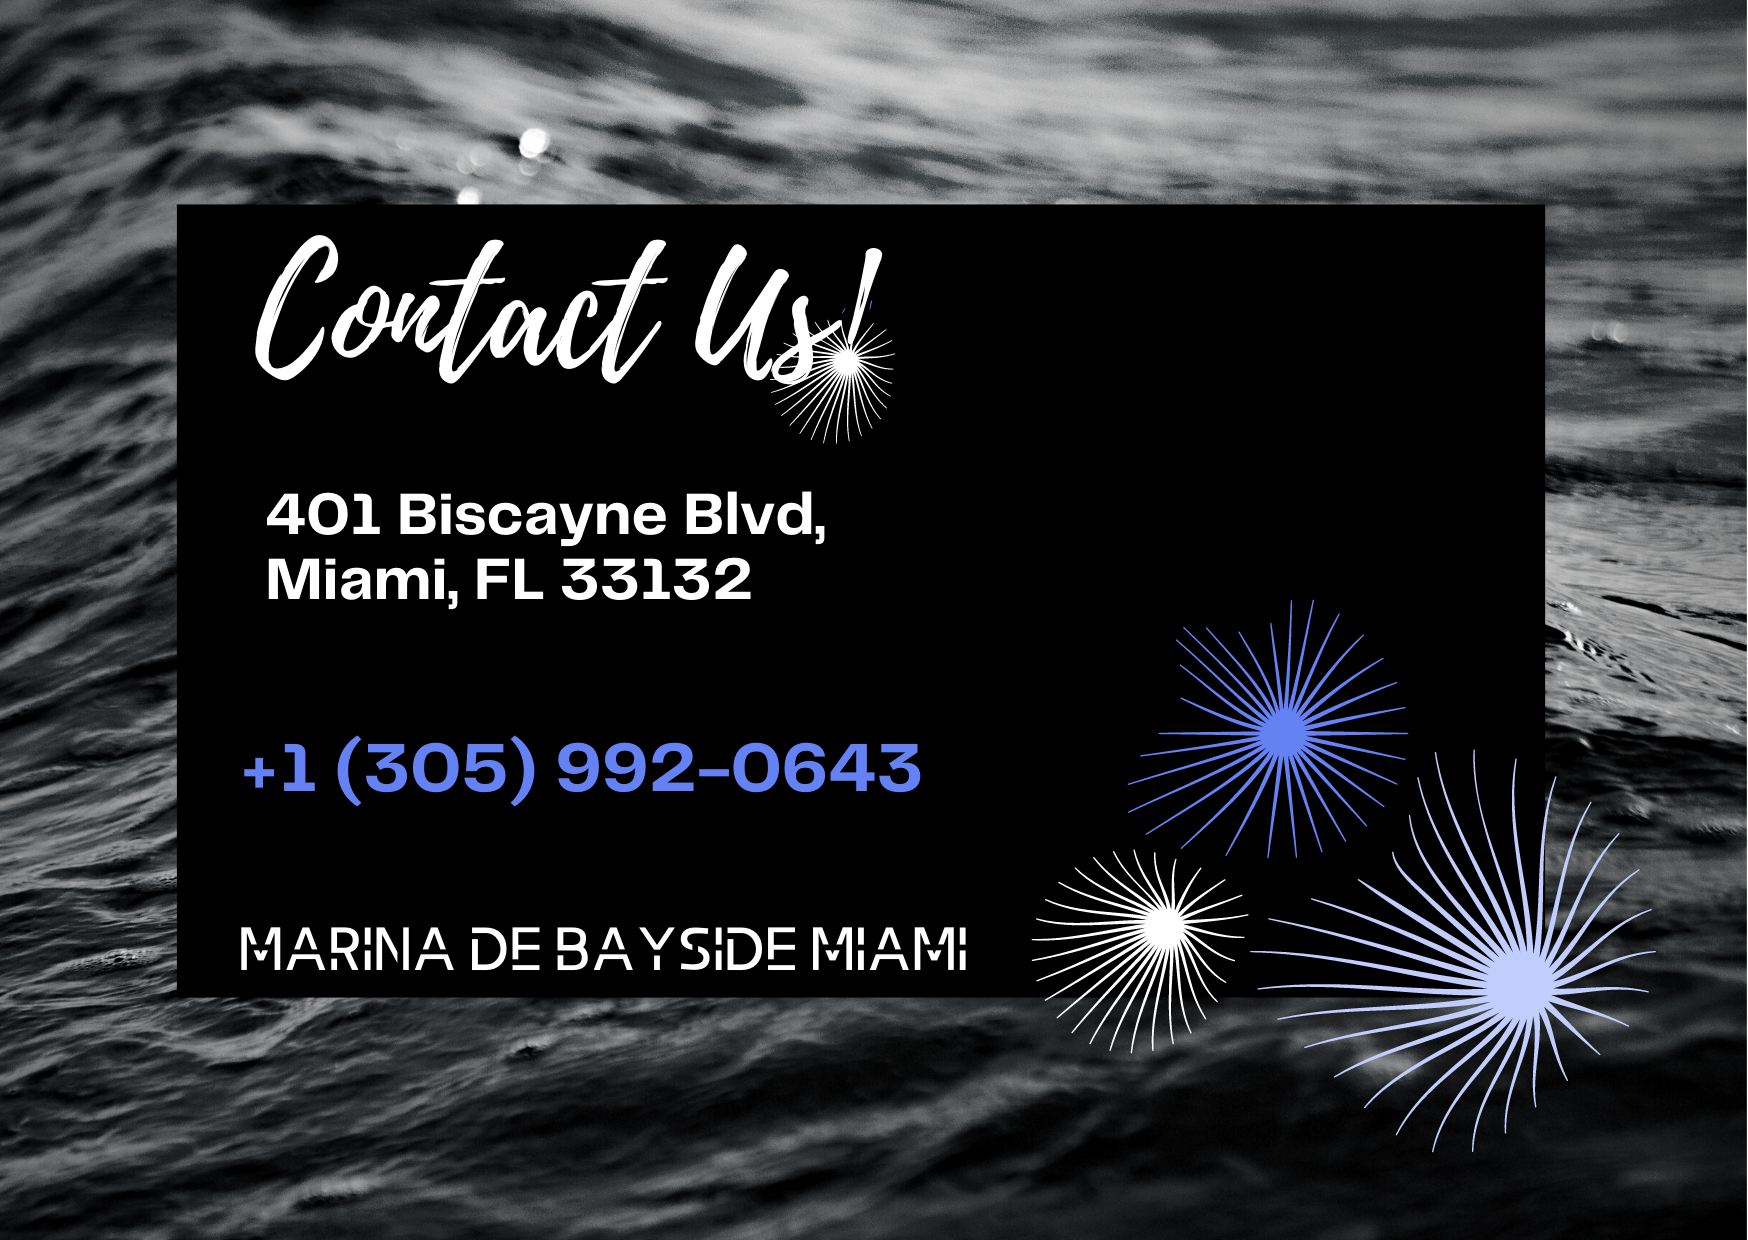 Contact Us!
401 Biscayne Blvd,
Miami, FL 33132
+1 (305) 992-0643
MARINA DE BAYSIDE MIAMI